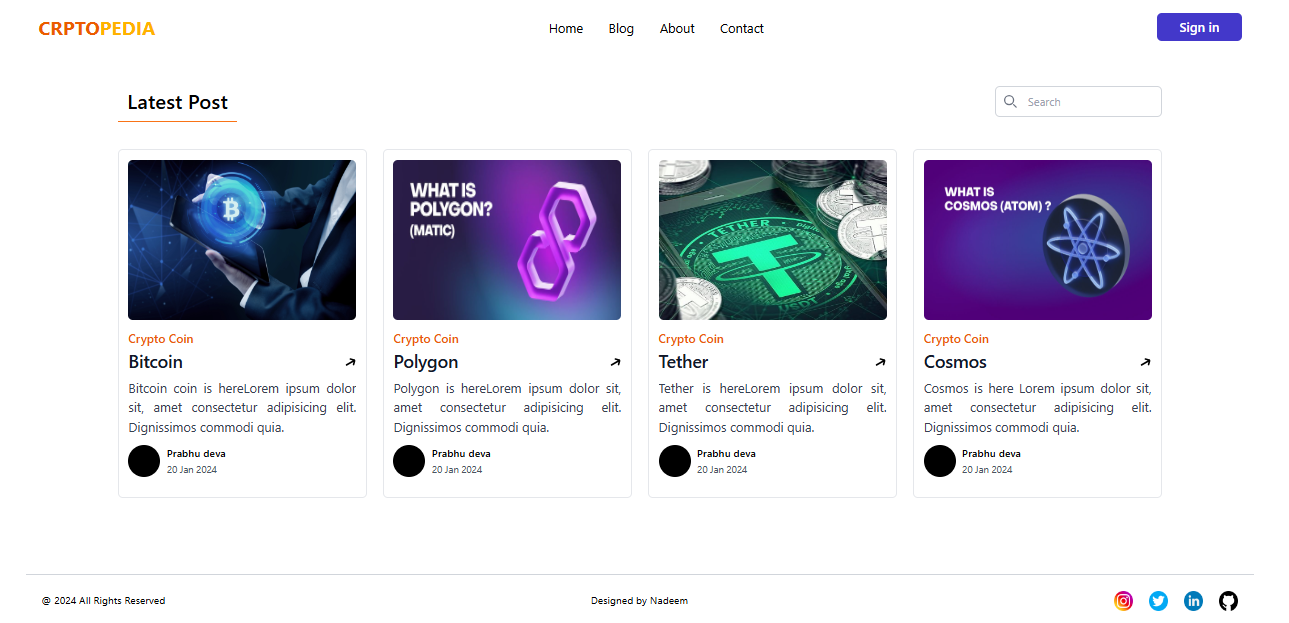 CRPTOPEDIA
Home
Blog
About
Contact
Sign in
Latest Post
Search
WHAT IS
POLYGON?
(MATIC)
TETHER
USDT
WHAT IS
COSMOS (ATOM) ?
Crypto Coin
Bitcoin
Bitcoin coin is hereLorem ipsum dolor
sit, amet consectetur adipisicing elit.
Dignissimos commodi quia.
Prabhu deva
20 Jan 2024
Crypto Coin
Polygon
Polygon is hereLorem ipsum dolor sit,
amet consectetur adipisicing elit.
Dignissimos commodi quia.
Prabhu deva
20 Jan 2024
Crypto Coin
Tether
Tether is hereLorem ipsum dolor sit,
amet consectetur adipisicing elit.
Dignissimos commodi quia.
Prabhu deva
20 Jan 2024
Crypto Coin
Cosmos
Cosmos is here Lorem ipsum dolor sit,
amet consectetur adipisicing elit.
Dignissimos commodi quia.
Prabhu deva
20 Jan 2024
@ 2024 All Rights Reserved
Designed by Nadeem